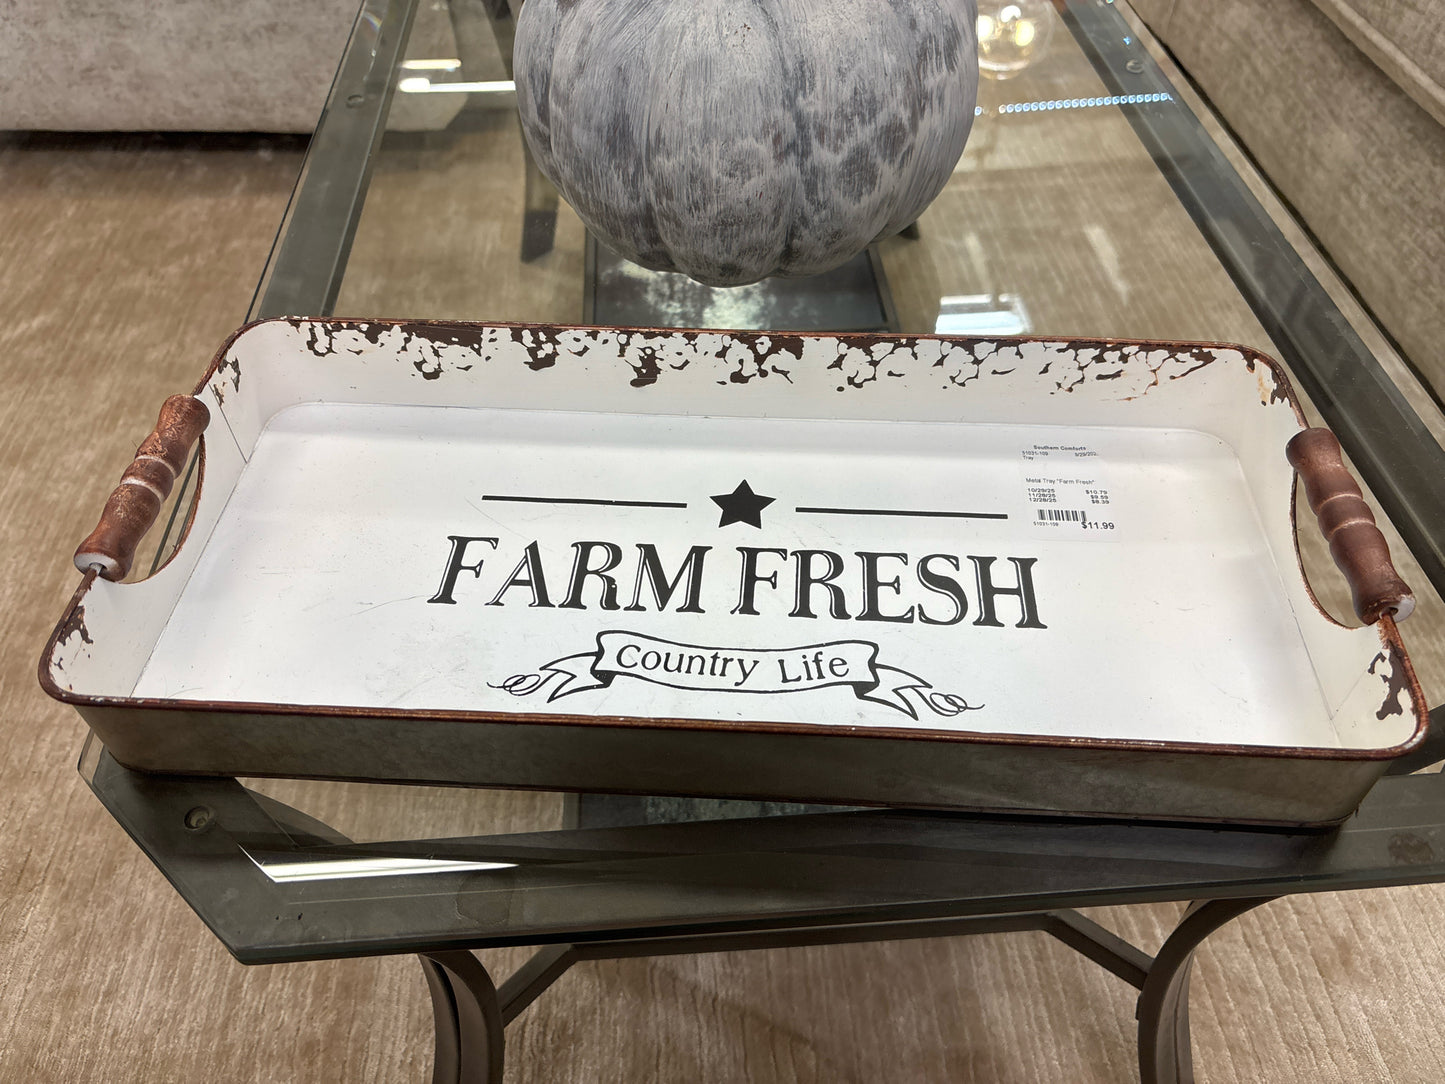 Southern Comforts
51031-109
Tray
Metal Tray "Farm Fresh"
10/29/25 $10.79
11/28/25 $9.59
12/28/25 $8.39
51031-109 $11.99
FARM FRESH
Country Life